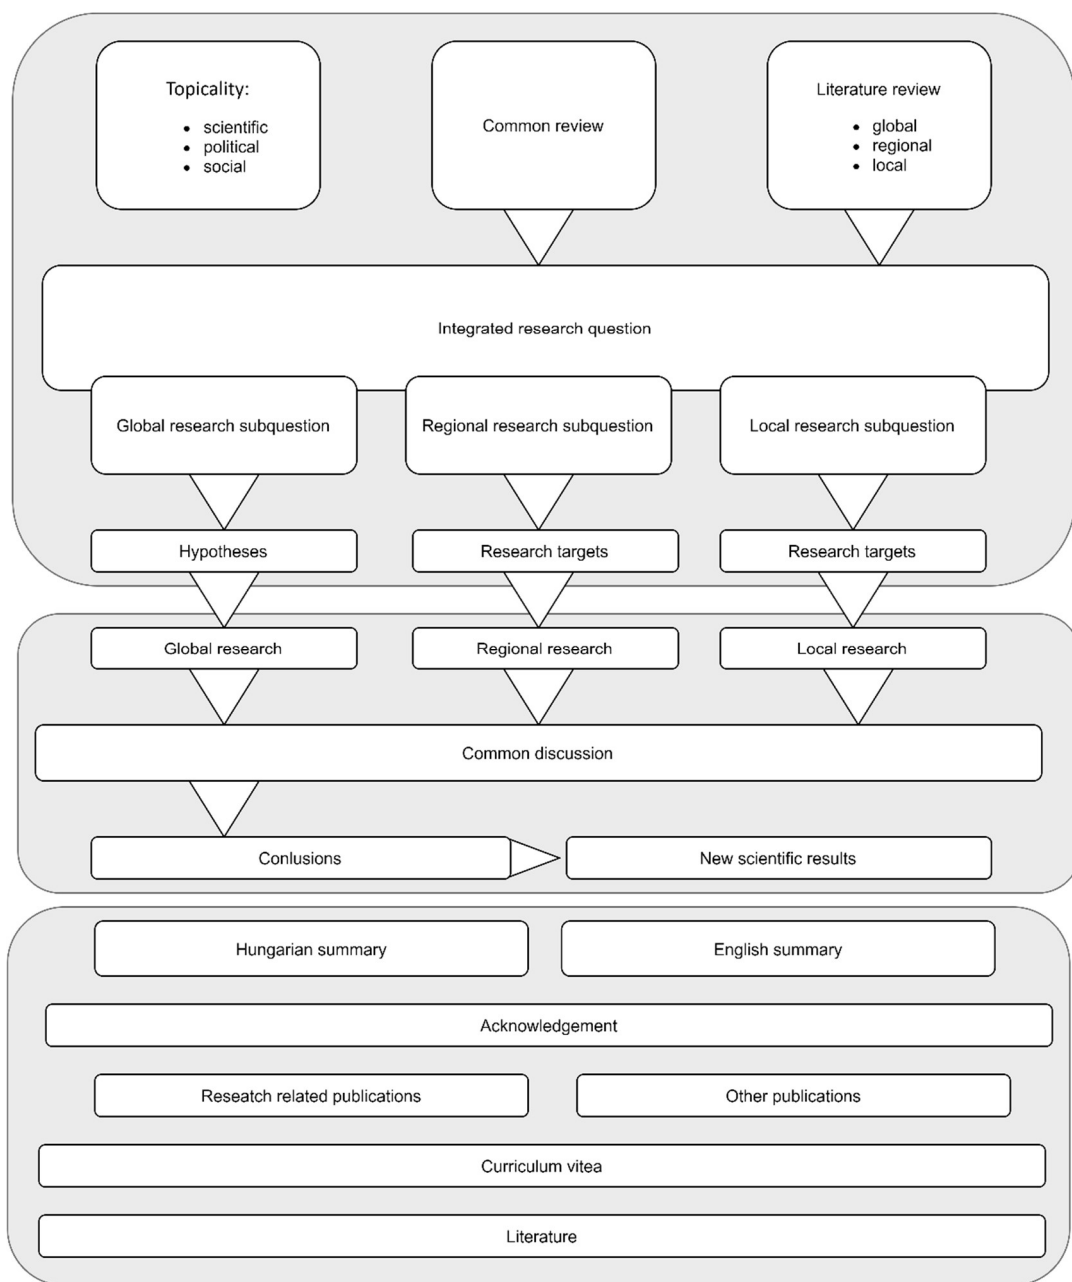 Topicality:
• scientific
• political
• social
Common review
Literature review
• global
• regional
• local
Integrated research question
Global research subquestion
Regional research subquestion
Local research subquestion
Hypotheses
Research targets
Research targets
Global research
Regional research
Local research
Common discussion
Conlusions
New scientific results
Hungarian summary
English summary
Acknowledgement
Reseatch related publications
Other publications
Curriculum vitea
Literature